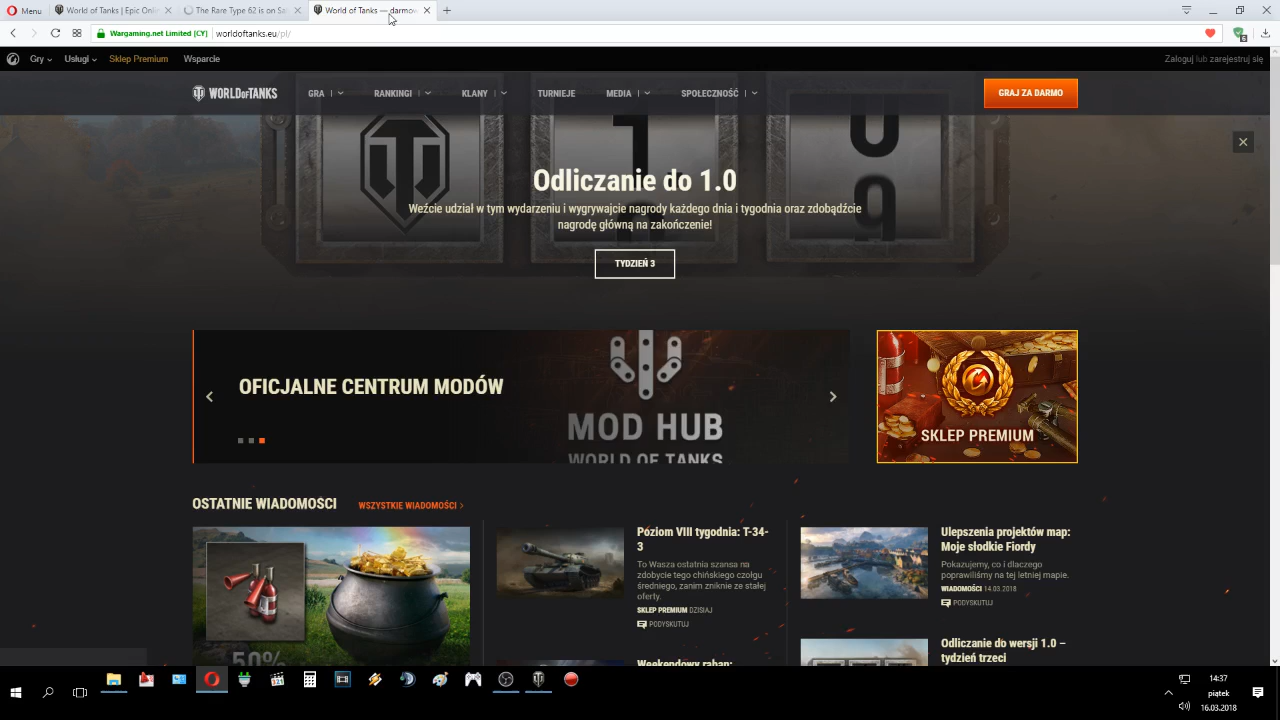 Menu
World of Tanks | Epic Onli
The Rare Type 62 is on Sal
World of Tanks — darmow
Wargaming.net Limited [CY]
worldoftanks.eu/pl/
Gry
Usługi
Sklep Premium
Wsparcie
Zaloguj lub zarejestruj się
WORLD OF TANKS
GRA
RANKINGI
KLANY
TURNIEJE
MEDIA
SPOŁECZNOŚĆ
GRAJ ZA DARMO
Odliczanie do 1.0
Weźcie udział w tym wydarzeniu i wygrywajcie nagrody każdego dnia i tygodnia oraz zdobądźcie
nagrodę główną na zakończenie!
TYDZIEŃ 3
OFICJALNE CENTRUM MODÓW
MOD HUB
WORLD OF TANKS
SKLEP PREMIUM
OSTATNIE WIADOMOŚCI
WSZYSTKIE WIADOMOŚCI
50%
Poziom VIII tygodnia: T-34-
3
To Wasza ostatnia szansa na
zdobycie tego chińskiego czołgu
średniego, zanim zniknie ze stałej
oferty.
SKLEP PREMIUM DZISIAJ
PODYSKUTUJ
Weekendowy raban:
Ulepszenia projektów map:
Moje słodkie Fiordy
Pokazujemy, co i dlaczego
poprawiliśmy na tej letniej mapie.
WIADOMOŚCI 14.03.2018
PODYSKUTUJ
Odliczanie do wersji 1.0 –
tydzień trzeci
14:37
piątek
16.03.2018